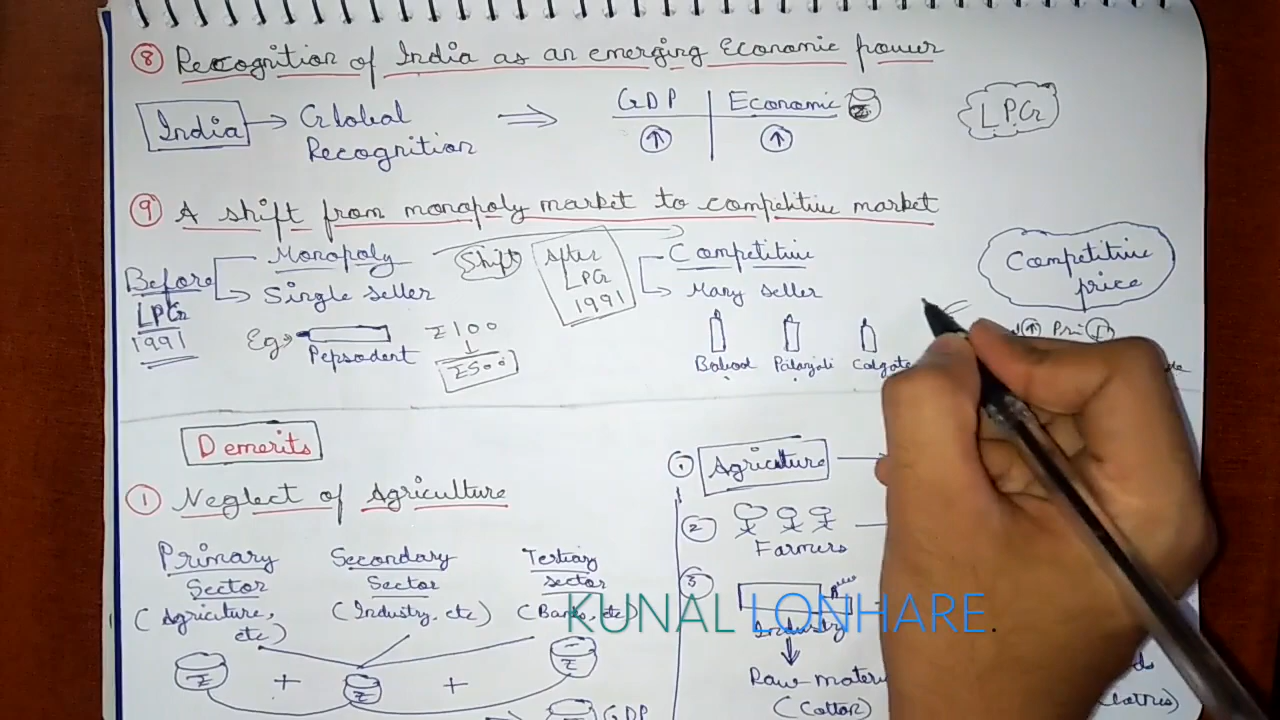 8 Recognition of India as an emerging Economic power
India Global Recognition
GDP Economic
LPG
9 A shift from monopoly market to competitive market
Before LPG 1991
Monopoly
Single seller
Shift
After LPG 1991
Competitive
Many seller
Competitive price
Eg Pepsodent
₹100
₹500
Babool Patanjali Colgate
Demerits
1 Neglect of Agriculture
Primary Sector
(Agriculture, etc)
Secondary Sector
(Industry, etc)
Tertiary sector
(Banks, etc)
+ +
GDP
1 Agriculture
2 Farmers
3 Industry
Raw materi
(Cotton)
KUNAL LONHARE.